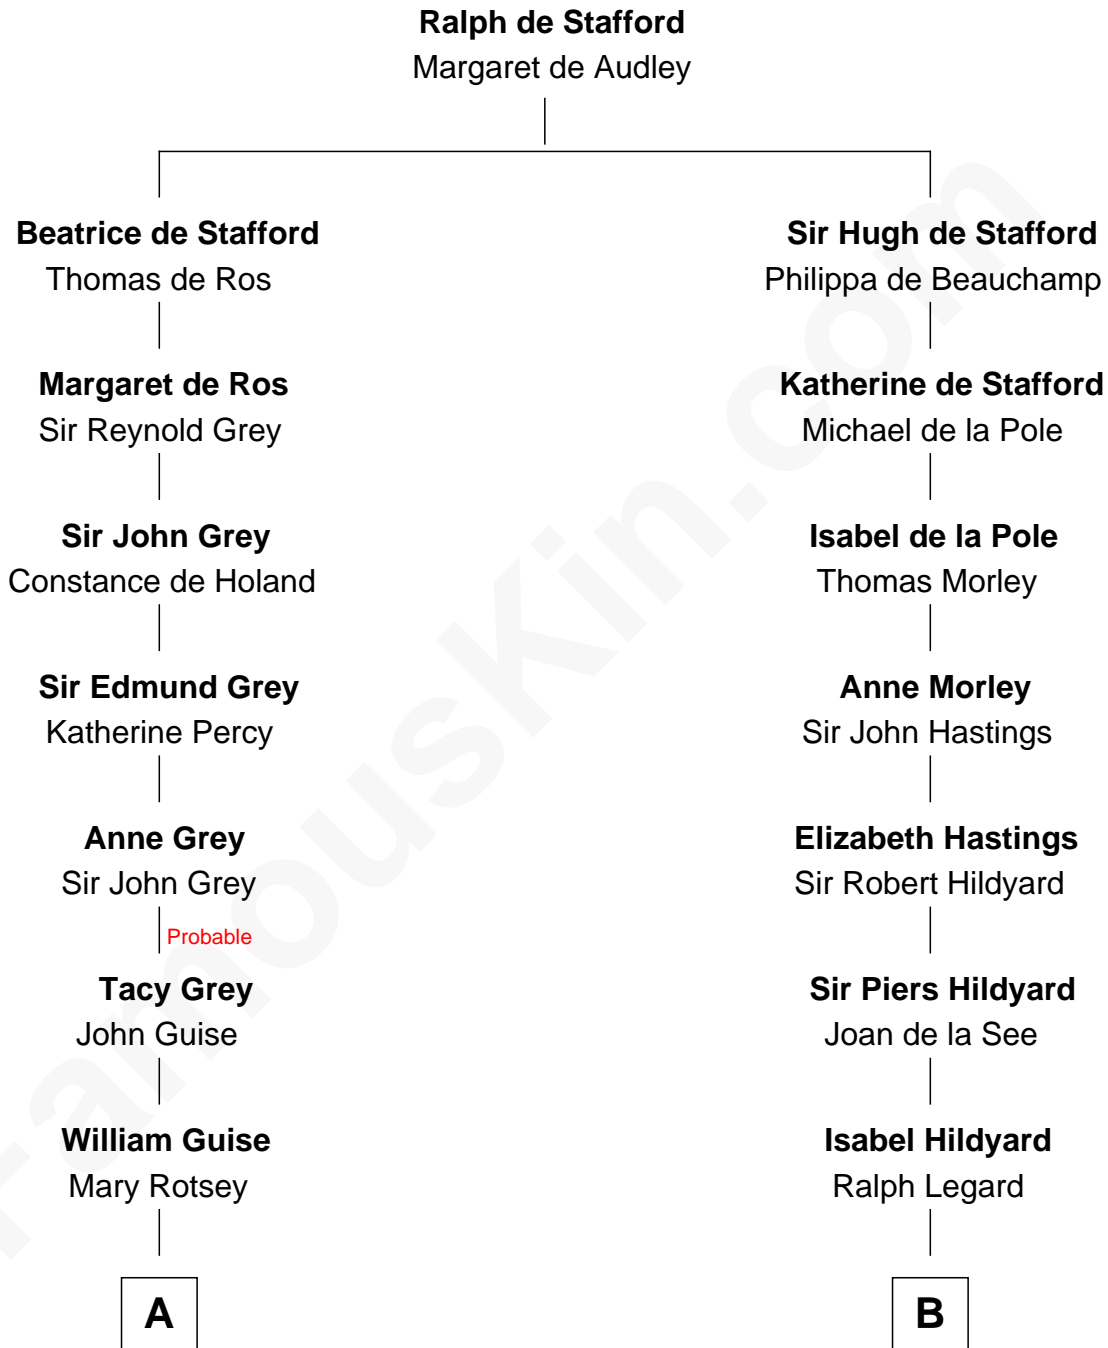 Ralph de Stafford
Margaret de Audley
Beatrice de Stafford
Thomas de Ros
Sir Hugh de Stafford
Philippa de Beauchamp
Margaret de Ros
Sir Reynold Grey
Katherine de Stafford
Michael de la Pole
Sir John Grey
Constance de Holand
Isabel de la Pole
Thomas Morley
Sir Edmund Grey
Katherine Percy
Anne Morley
Sir John Hastings
Anne Grey
Sir John Grey
Elizabeth Hastings
Sir Robert Hildyard
Probable
Tacy Grey
John Guise
Sir Piers Hildyard
Joan de la See
William Guise
Mary Rotsey
Isabel Hildyard
Ralph Legard
A
B
FamousKin.com